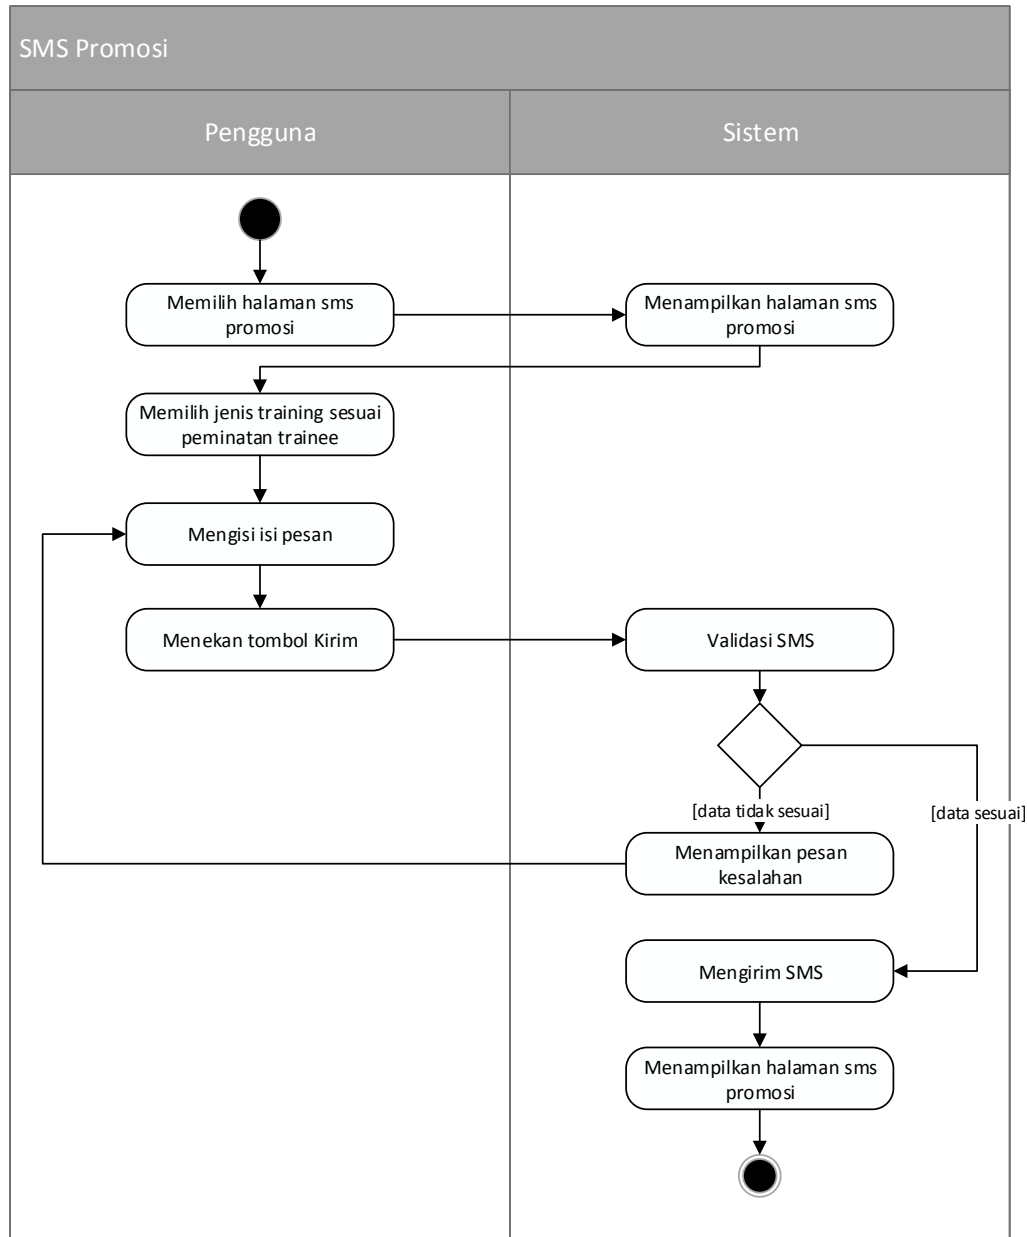 SMS Promosi
Pengguna
Sistem
Memilih halaman sms
promosi
Menampilkan halaman sms
promosi
Memilih jenis training sesuai
peminatan trainee
Mengisi isi pesan
Menekan tombol Kirim
Validasi SMS
[data tidak sesuai]
[data sesuai]
Menampilkan pesan
kesalahan
Mengirim SMS
Menampilkan halaman sms
promosi